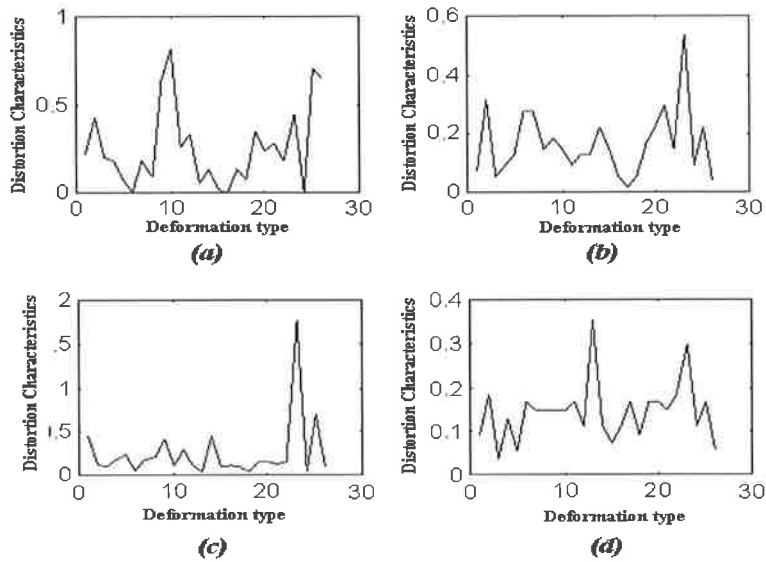 Distortion Characteristics
1
0.5
0
0 10 20 30
Deformation type
(a)
Distortion Characteristics
0.6
0.4
0.2
0
0 10 20 30
Deformation type
(b)
Distortion Characteristics
2
.5
1
.5
0
0 10 20 30
Deformation type
(c)
Distortion Characteristics
0.4
0.3
0.2
0.1
0
0 10 20 30
Deformation type
(d)